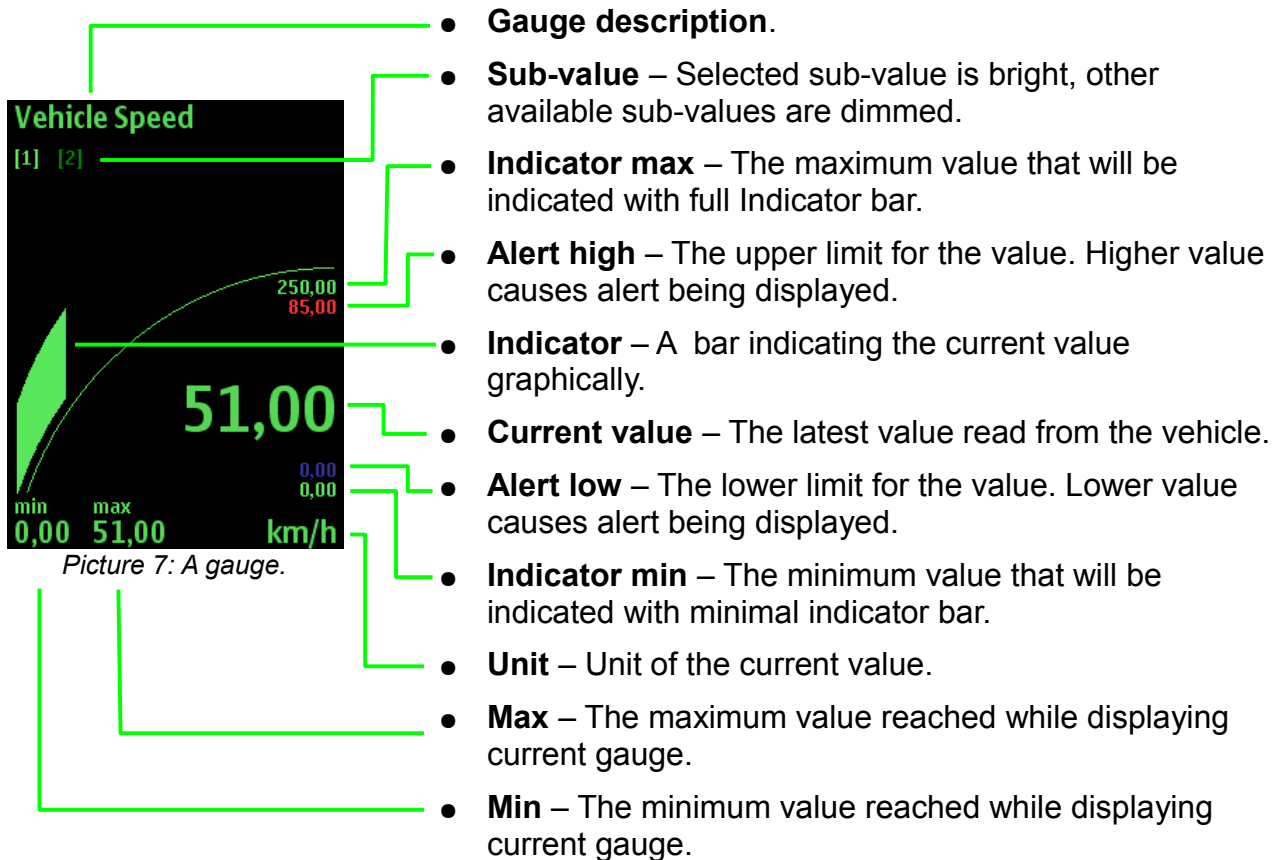 Vehicle Speed
[1] [2]
250,00
85,00
51,00
0,00
0,00
min max
0,00 51,00 km/h
Picture 7: A gauge.
● Gauge description.
● Sub-value – Selected sub-value is bright, other
available sub-values are dimmed.
● Indicator max – The maximum value that will be
indicated with full Indicator bar.
● Alert high – The upper limit for the value. Higher value
causes alert being displayed.
● Indicator – A  bar indicating the current value
graphically.
● Current value – The latest value read from the vehicle.
● Alert low – The lower limit for the value. Lower value
causes alert being displayed.
● Indicator min – The minimum value that will be
indicated with minimal indicator bar.
● Unit – Unit of the current value.
● Max – The maximum value reached while displaying
current gauge.
● Min – The minimum value reached while displaying
current gauge.